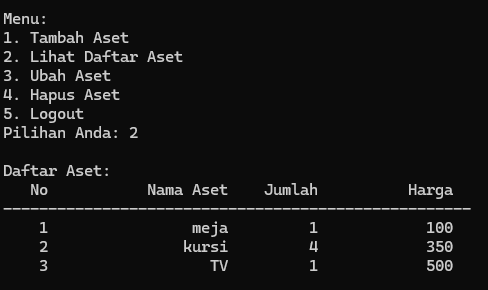 Menu:
1. Tambah Aset
2. Lihat Daftar Aset
3. Ubah Aset
4. Hapus Aset
5. Logout
Pilihan Anda: 2

Daftar Aset:
   No           Nama Aset    Jumlah          Harga
----------------------------------------------------
    1                meja         1            100
    2               kursi         4            350
    3                  TV         1            500